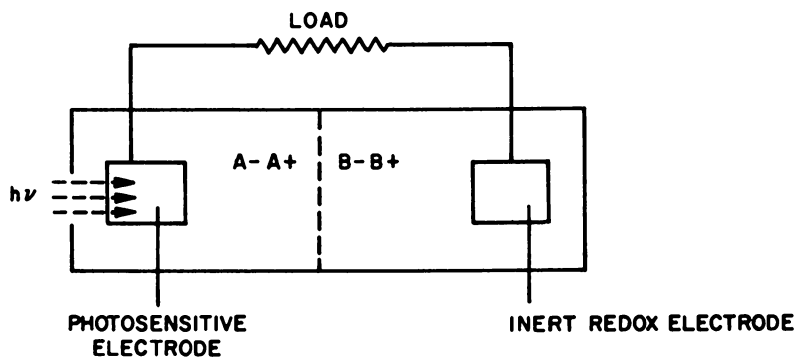 LOAD
A-A+ B-B+
hν
PHOTOSENSITIVE
ELECTRODE
INERT REDOX ELECTRODE